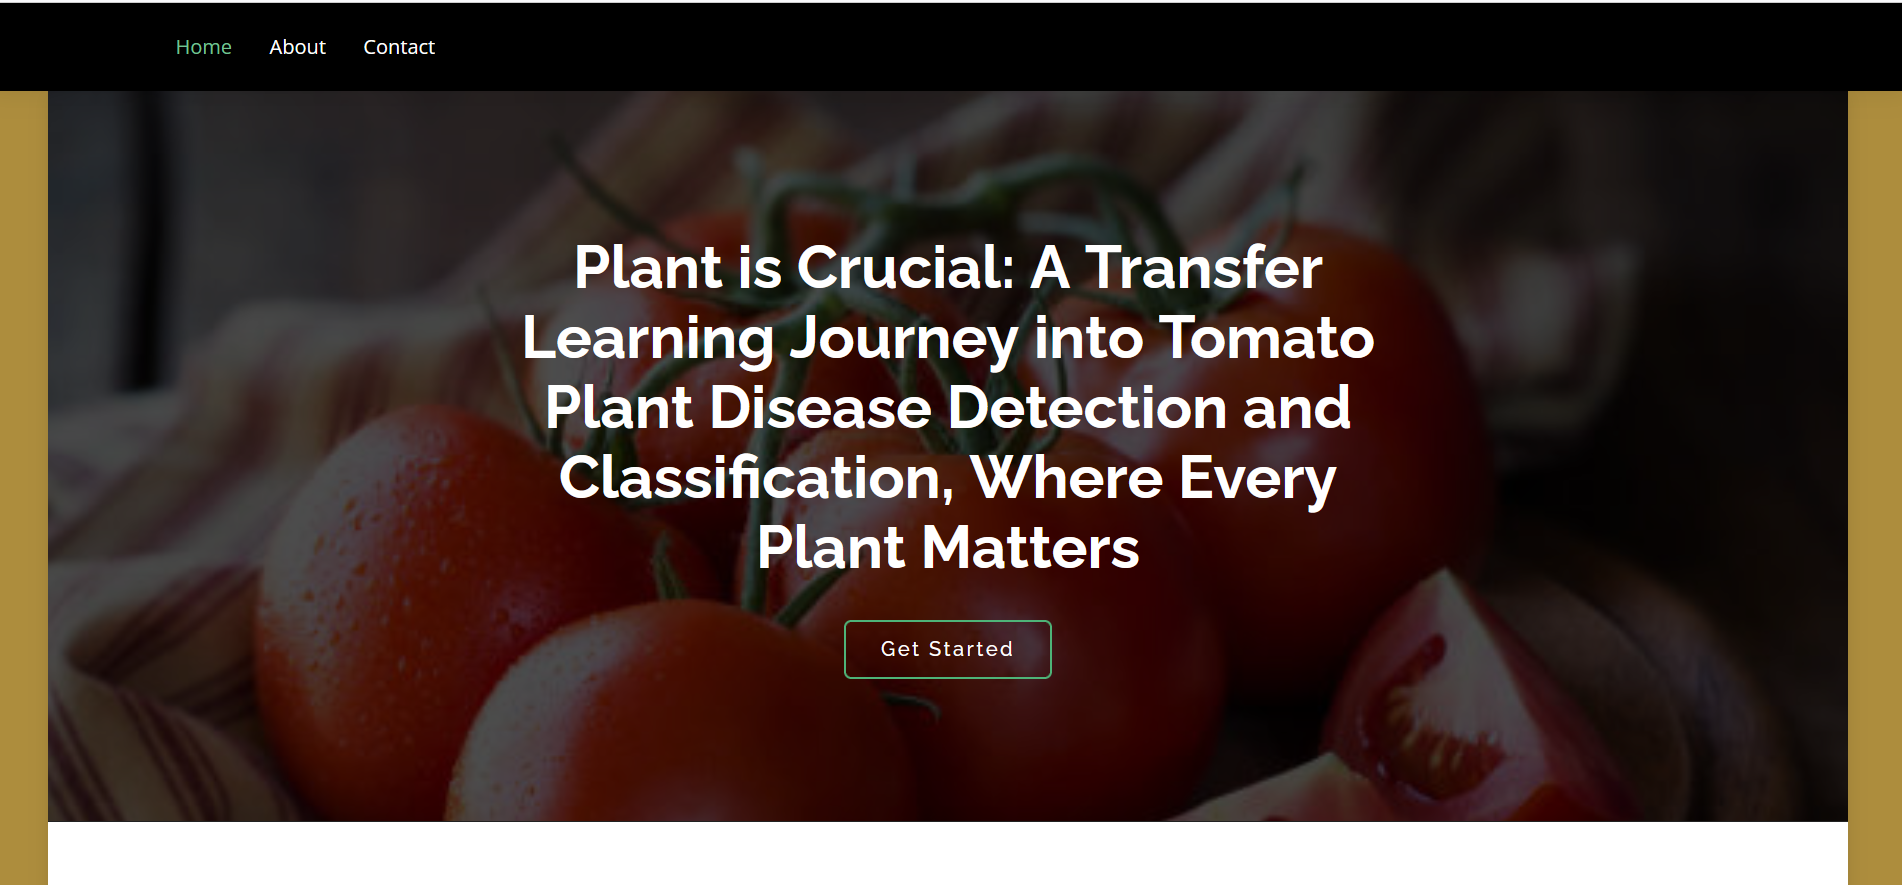 Home About Contact
Plant is Crucial: A Transfer
Learning Journey into Tomato
Plant Disease Detection and
Classification, Where Every
Plant Matters
Get Started